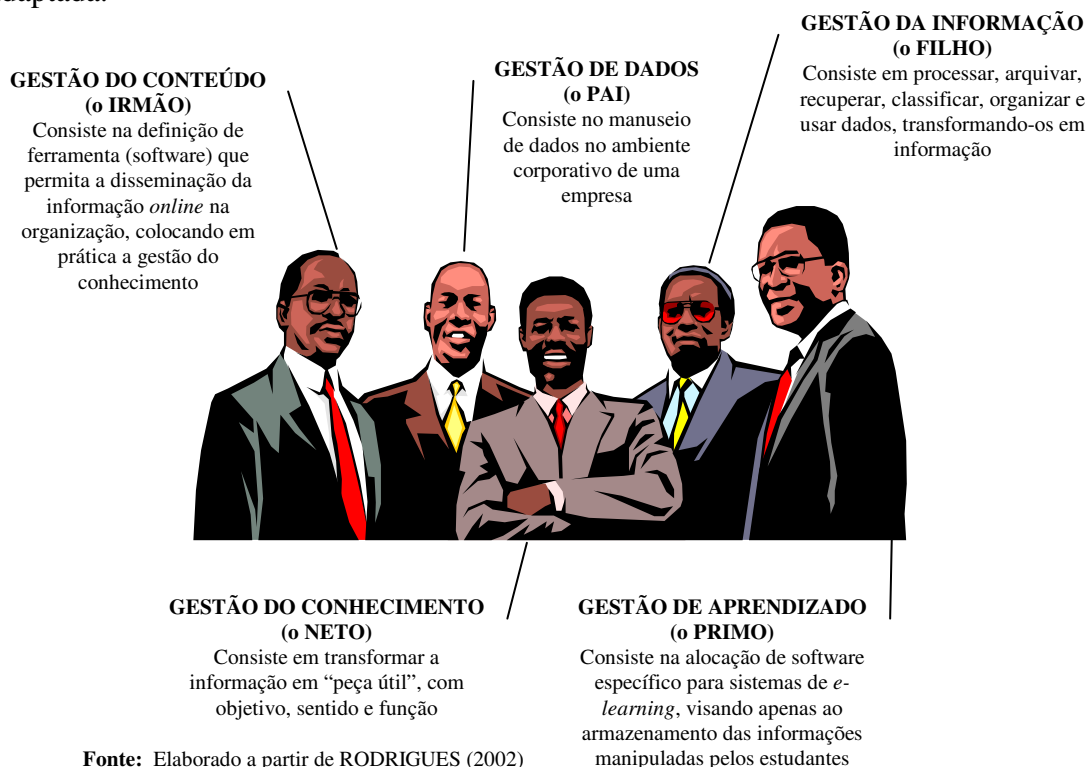 adaptada.
GESTÃO DO CONTEÚDO
(o IRMÃO)
Consiste na definição de
ferramenta (software) que
permita a disseminação da
informação online na
organização, colocando em
prática a gestão do
conhecimento
GESTÃO DE DADOS
(o PAI)
Consiste no manuseio
de dados no ambiente
corporativo de uma
empresa
GESTÃO DA INFORMAÇÃO
(o FILHO)
Consiste em processar, arquivar,
recuperar, classificar, organizar e
usar dados, transformando-os em
informação
GESTÃO DO CONHECIMENTO
(o NETO)
Consiste em transformar a
informação em “peça útil”, com
objetivo, sentido e função
GESTÃO DE APRENDIZADO
(o PRIMO)
Consiste na alocação de software
específico para sistemas de e-
learning, visando apenas ao
armazenamento das informações
manipuladas pelos estudantes
Fonte: Elaborado a partir de RODRIGUES (2002)